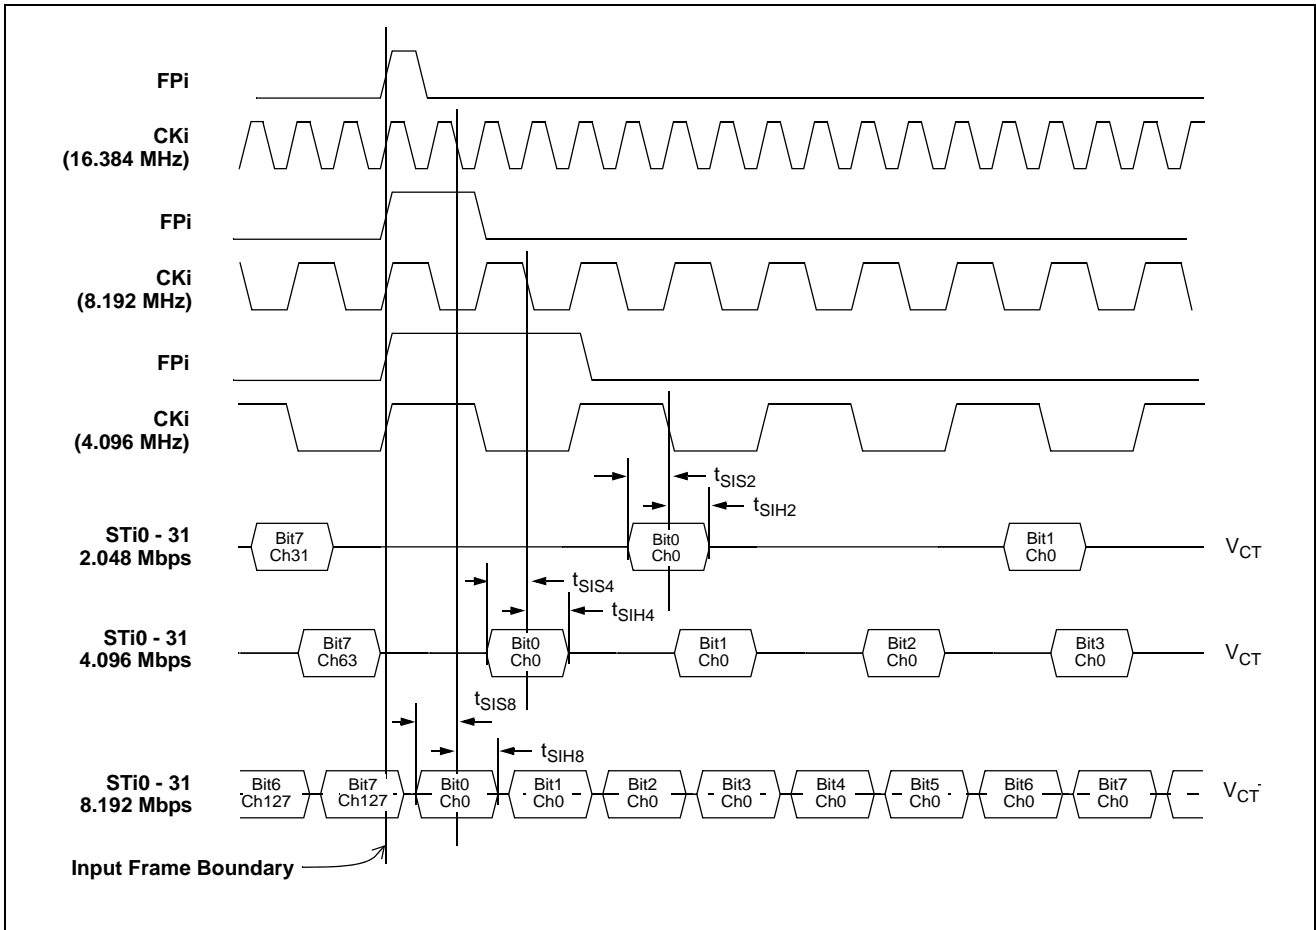 FPi
CKi
(16.384 MHz)
FPi
CKi
(8.192 MHz)
FPi
CKi
(4.096 MHz)
tSIS2
tSIH2
STi0 - 31
2.048 Mbps
Bit7
Ch31
Bit0
Ch0
Bit1
Ch0
VCT
tSIS4
tSIH4
STi0 - 31
4.096 Mbps
Bit7
Ch63
Bit0
Ch0
Bit1
Ch0
Bit2
Ch0
Bit3
Ch0
VCT
tSIS8
tSIH8
STi0 - 31
8.192 Mbps
Bit6
Ch127
Bit7
Ch127
Bit0
Ch0
Bit1
Ch0
Bit2
Ch0
Bit3
Ch0
Bit4
Ch0
Bit5
Ch0
Bit6
Ch0
Bit7
Ch0
VCT
Input Frame Boundary